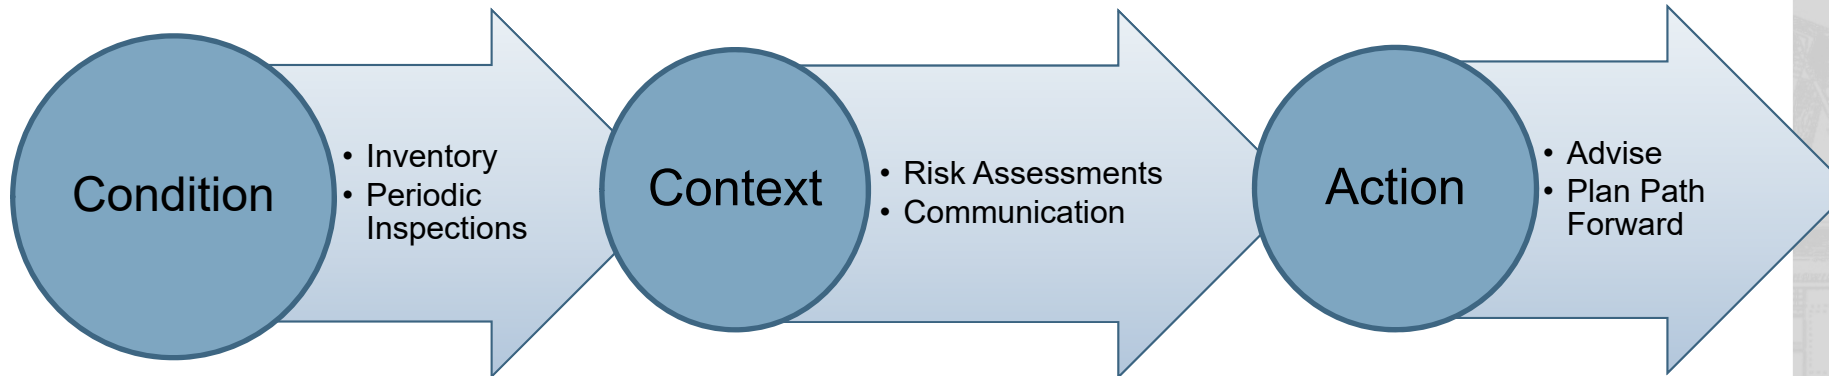 Condition
• Inventory
• Periodic
Inspections
Context
• Risk Assessments
• Communication
Action
• Advise
• Plan Path
Forward